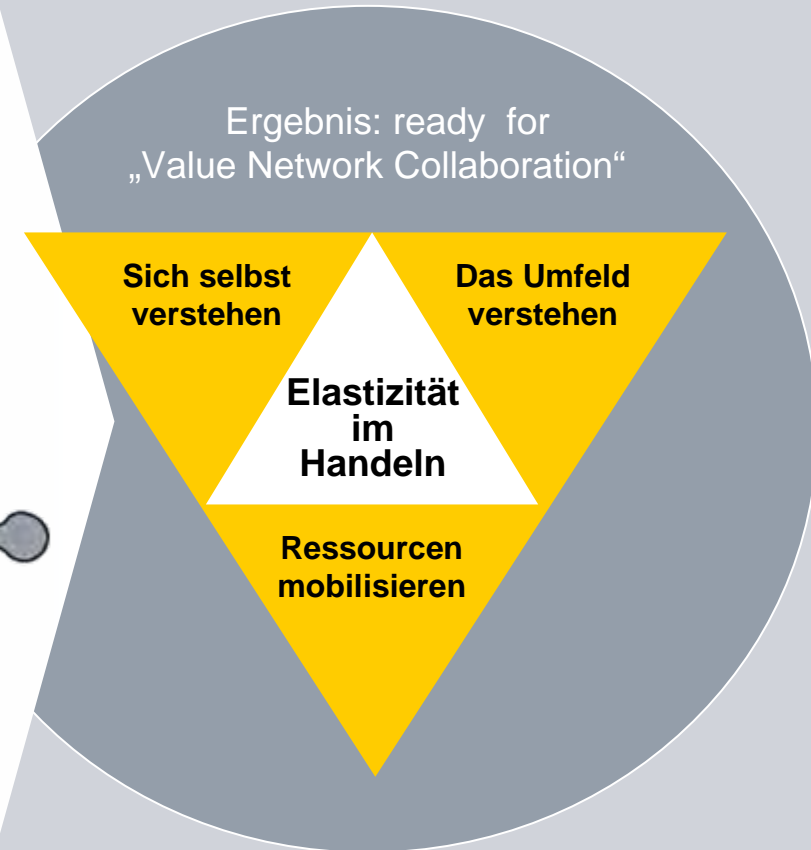 Ergebnis: ready  for
„Value Network Collaboration“
Sich selbst
verstehen
Das Umfeld
verstehen
Elastizität
im
Handeln
Ressourcen
mobilisieren